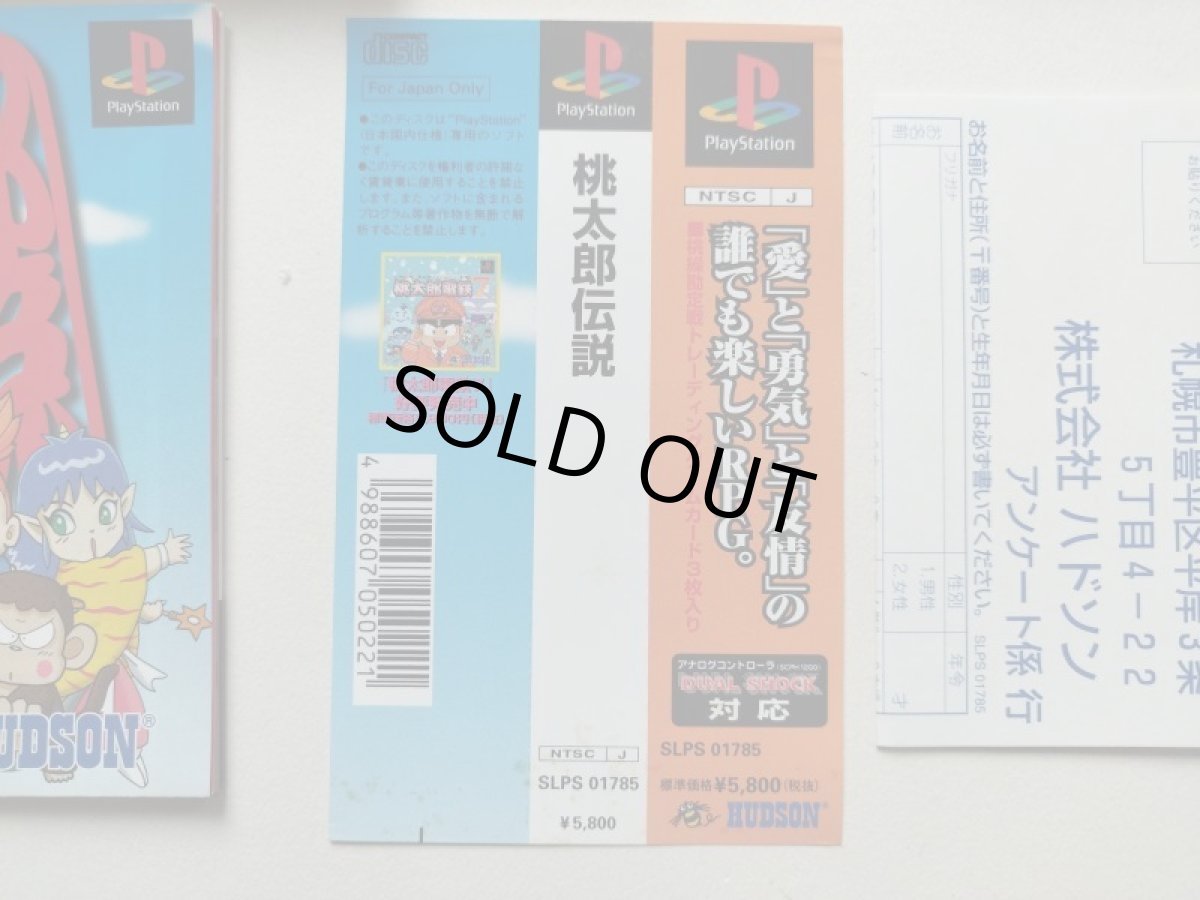 PlayStation
HUDSON®
COMPACT
disc
For Japan Only
●このディスクは"PlayStation"
(日本国内仕様)専用のソフト
です。
●このディスクを権利者の許諾な
く賃貸業に使用することを禁止
します。また、ソフトに含まれる
プログラム等著作物を無断で解
析することを禁止します。
4 988607 050221
PlayStation
桃太郎伝説
NTSC J
SLPS 01785
¥5,800
PlayStation
NTSC J
「愛」と「勇気」と「友情」の
誰でも楽しいRPG。
カード3枚入り
アナログコントローラ(SCPH-1200)
DUAL SHOCK
対応
SLPS 01785
標準価格¥5,800(税抜)
HUDSON®
SOLD OUT
札幌市豊平区平岸3条
5丁目4-22
株式会社 ハドソン
アンケート係 行
お名前と住所(〒番号)と生年月日は必ず書いてください。 SLPS 01785
お名前
フリガナ
性別
1.男性
2.女性
年令
才